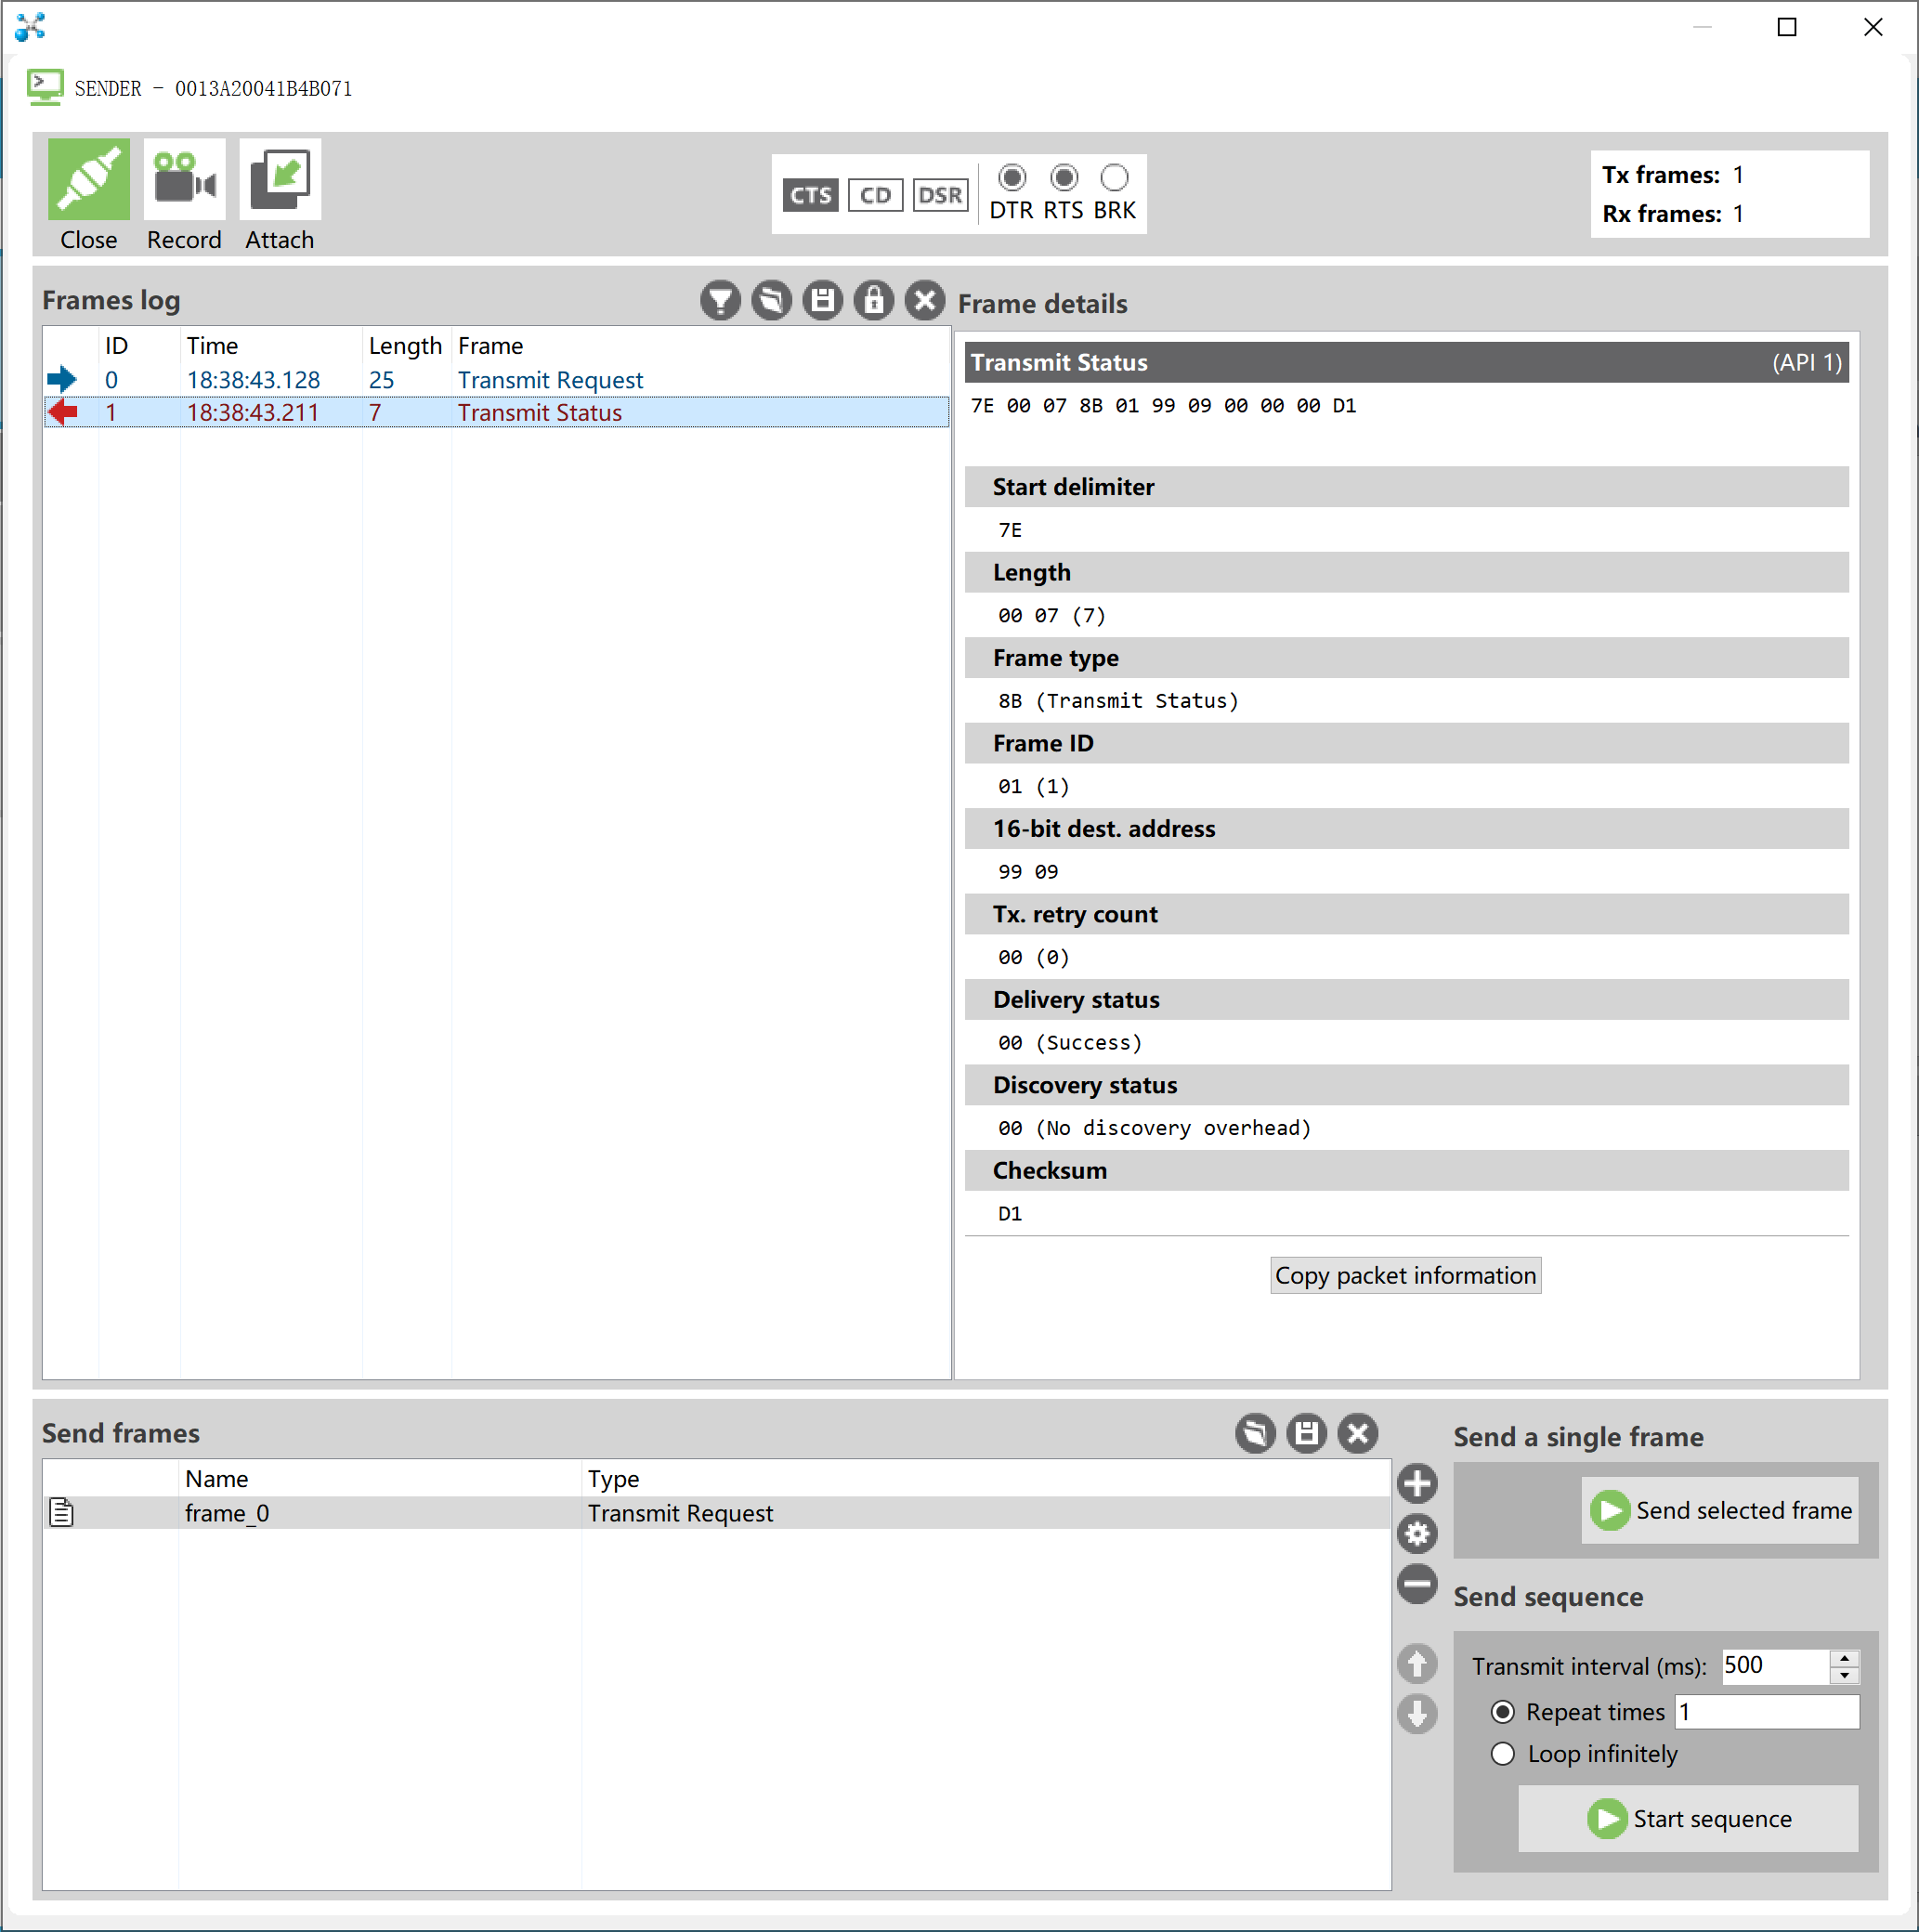 SENDER - 0013A20041B4B071
Close Record Attach
CTS CD DSR DTR RTS BRK
Tx frames: 1
Rx frames: 1
Frames log
ID Time Length Frame
0 18:38:43.128 25 Transmit Request
1 18:38:43.211 7 Transmit Status
Frame details
Transmit Status (API 1)
7E 00 07 8B 01 99 09 00 00 00 D1
Start delimiter
7E
Length
00 07 (7)
Frame type
8B (Transmit Status)
Frame ID
01 (1)
16-bit dest. address
99 09
Tx. retry count
00 (0)
Delivery status
00 (Success)
Discovery status
00 (No discovery overhead)
Checksum
D1
Copy packet information
Send frames
Name Type
frame_0 Transmit Request
Send a single frame
Send selected frame
Send sequence
Transmit interval (ms): 500
Repeat times 1
Loop infinitely
Start sequence